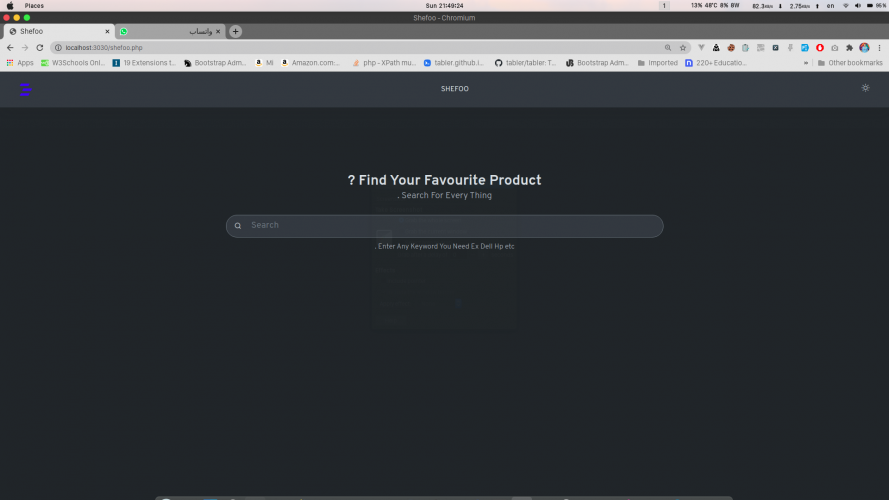 Places
Sun 21:49:24
1
13% 48°C 8% 8W
82.3
2.75
en
95%
Shefoo - Chromium
Shefoo
واتساب
localhost:3030/shefoo.php
Apps
W3Schools Onl...
19 Extensions t...
Bootstrap Adm...
Mi
Amazon.com:...
php - XPath mu...
tabler.github.i...
tabler/tabler: T...
Bootstrap Adm...
Imported
220+ Educatio...
»
Other bookmarks
SHEFOO
? Find Your Favourite Product
. Search For Every Thing
Search
. Enter Any Keyword You Need Ex Dell Hp etc